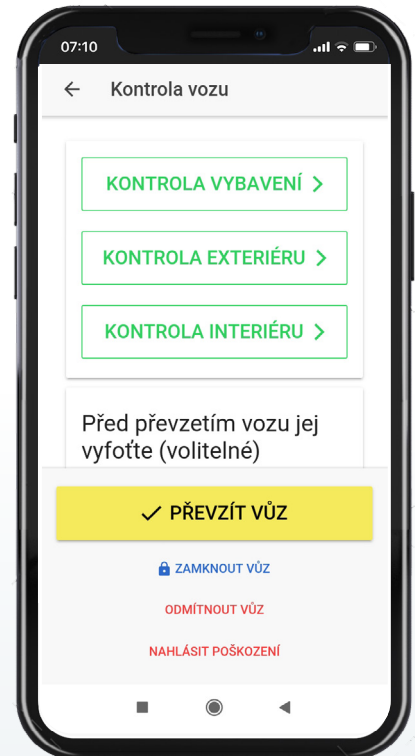 07:10
Kontrola vozu
KONTROLA VYBAVENÍ
KONTROLA EXTERIÉRU
KONTROLA INTERIÉRU
Před převzetím vozu jej
vyfoťte (volitelné)
PŘEVZÍT VŮZ
ZAMKNOUT VŮZ
ODMÍTNOUT VŮZ
NAHLÁSIT POŠKOZENÍ